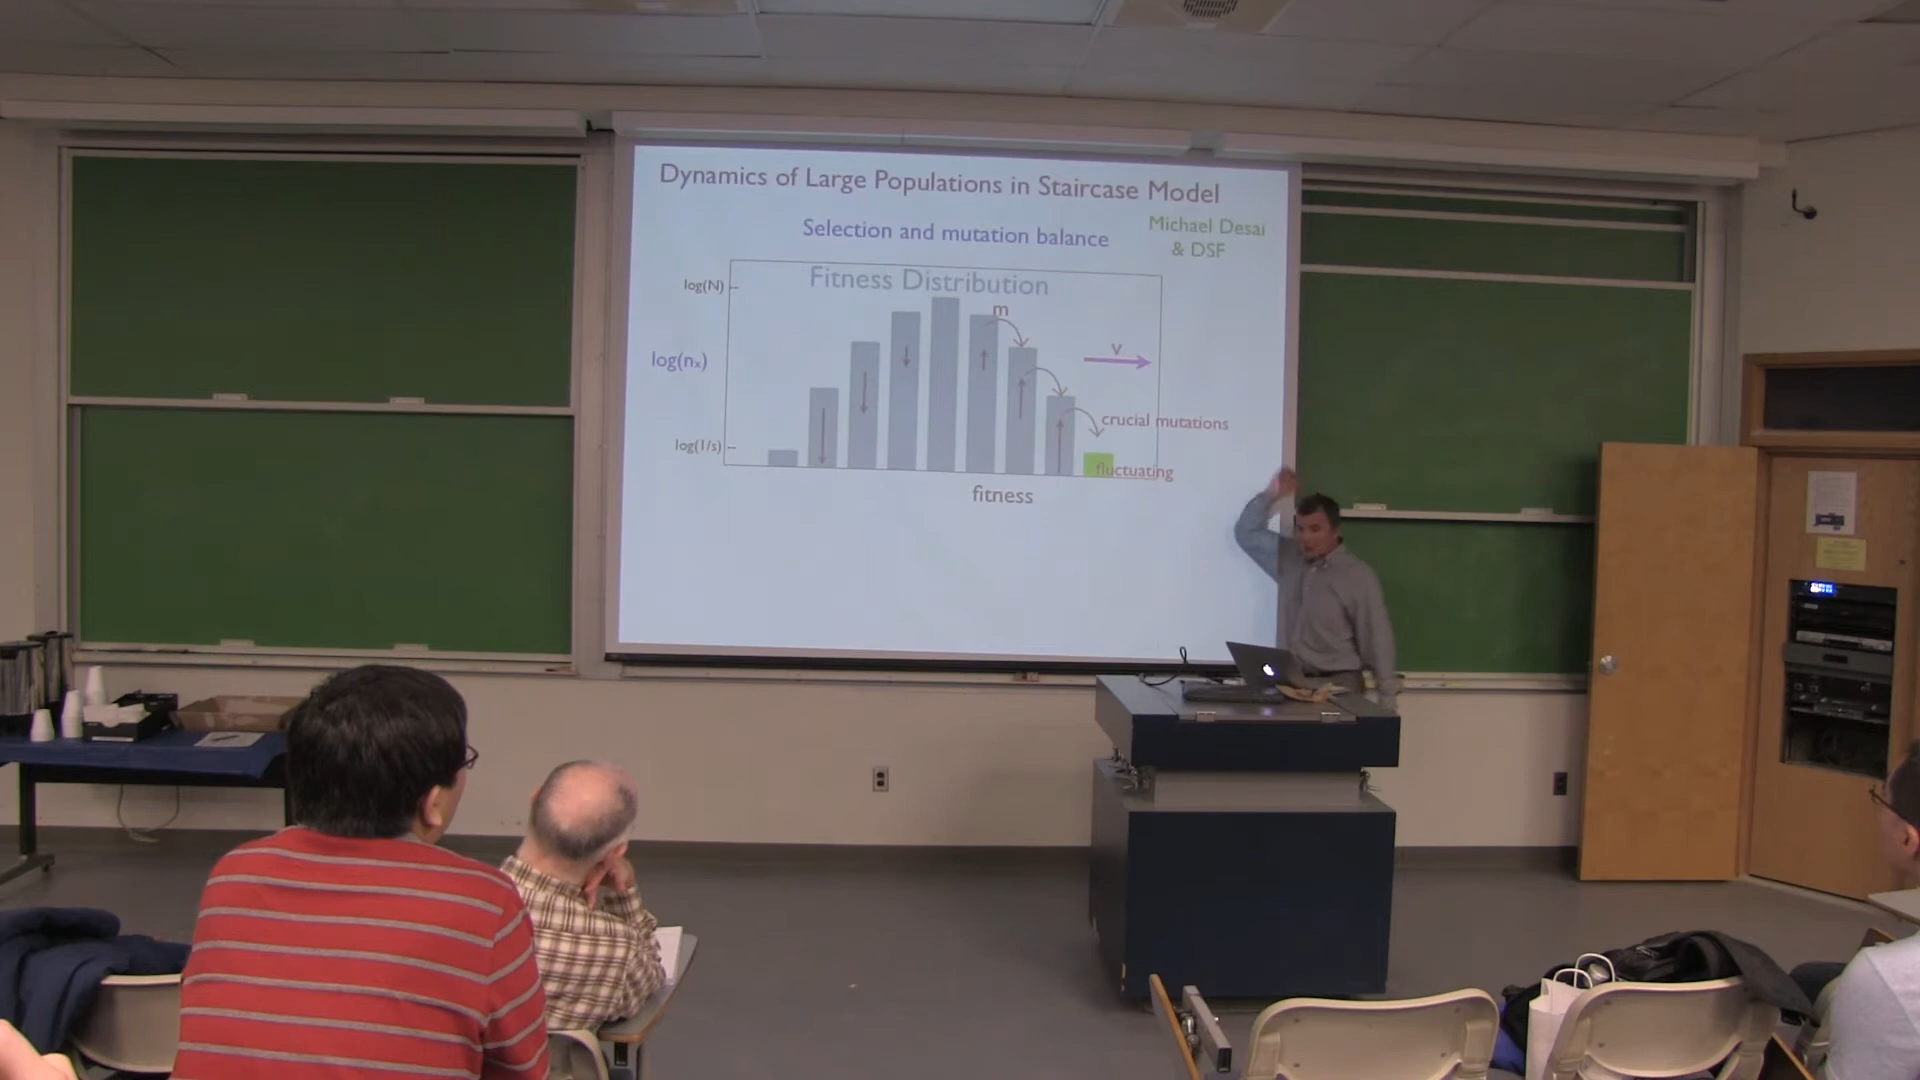 Dynamics of Large Populations in Staircase Model
Selection and mutation balance
Michael Desai
& DSF
Fitness Distribution
log(N)
m
log(nₓ)
v
crucial mutations
log(1/s)
fluctuating
fitness